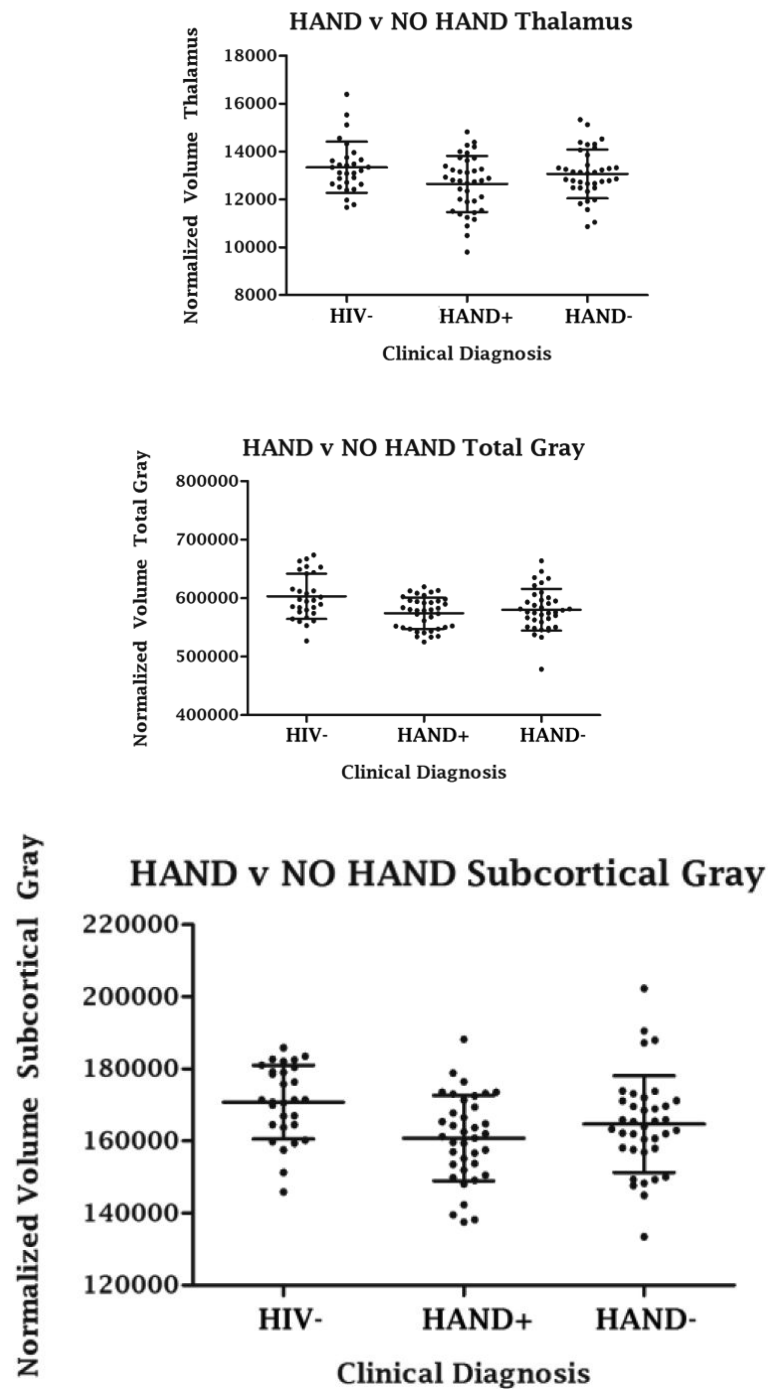 HAND v NO HAND Thalamus
Normalized Volume Thalamus
18000
16000
14000
12000
10000
8000
HIV-
HAND+
HAND-
Clinical Diagnosis
HAND v NO HAND Total Gray
Normalized Volume Total Gray
800000
700000
600000
500000
400000
HIV-
HAND+
HAND-
Clinical Diagnosis
HAND v NO HAND Subcortical Gray
Normalized Volume Subcortical Gray
220000
200000
180000
160000
140000
120000
HIV-
HAND+
HAND-
Clinical Diagnosis